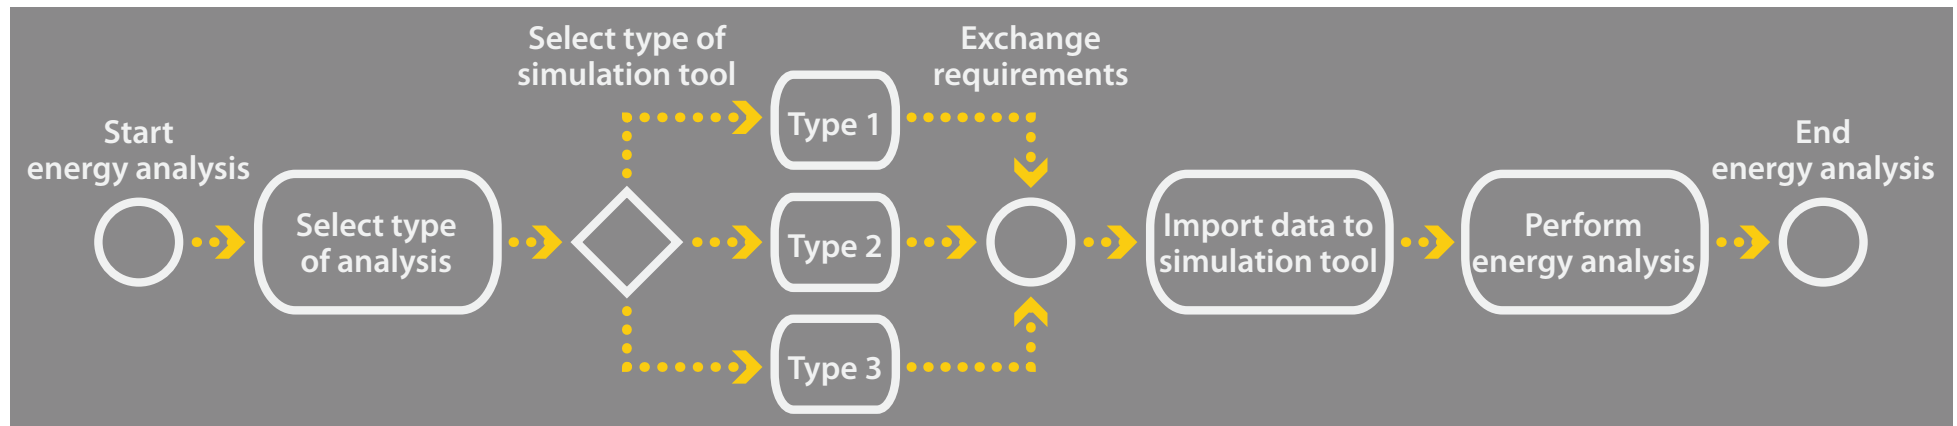 Start
energy analysis
Select type
of analysis
Select type of
simulation tool
Type 1
Type 2
Type 3
Exchange
requirements
Import data to
simulation tool
Perform
energy analysis
End
energy analysis